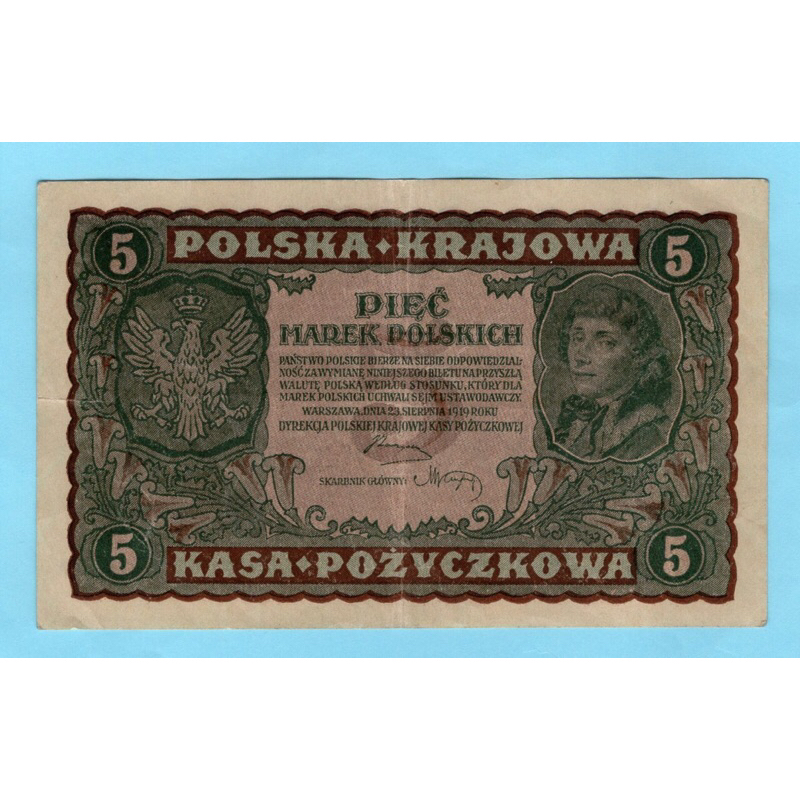 5 POLSKA • KRAJOWA 5
PIĘĆ
MAREK POLSKICH
PAŃSTWO POLSKIE BIERZE NA SIEBIE ODPOWIEDZIAL
NOŚĆ ZA WYMIANĘ NINIEJSZEGO BILETU NA PRZYSZŁĄ
WALUTĘ POLSKĄ WEDŁUG STOSUNKU, KTÓRY DLA
MAREK POLSKICH UCHWALI SEJM USTAWODAWCZY.
WARSZAWA, DNIA 23 SIERPNIA 1919 ROKU
DYREKCJA POLSKIEJ KRAJOWEJ KASY POŻYCZKOWEJ
SKARBNIK GŁÓWNY:
5 KASA • POŻYCZKOWA 5